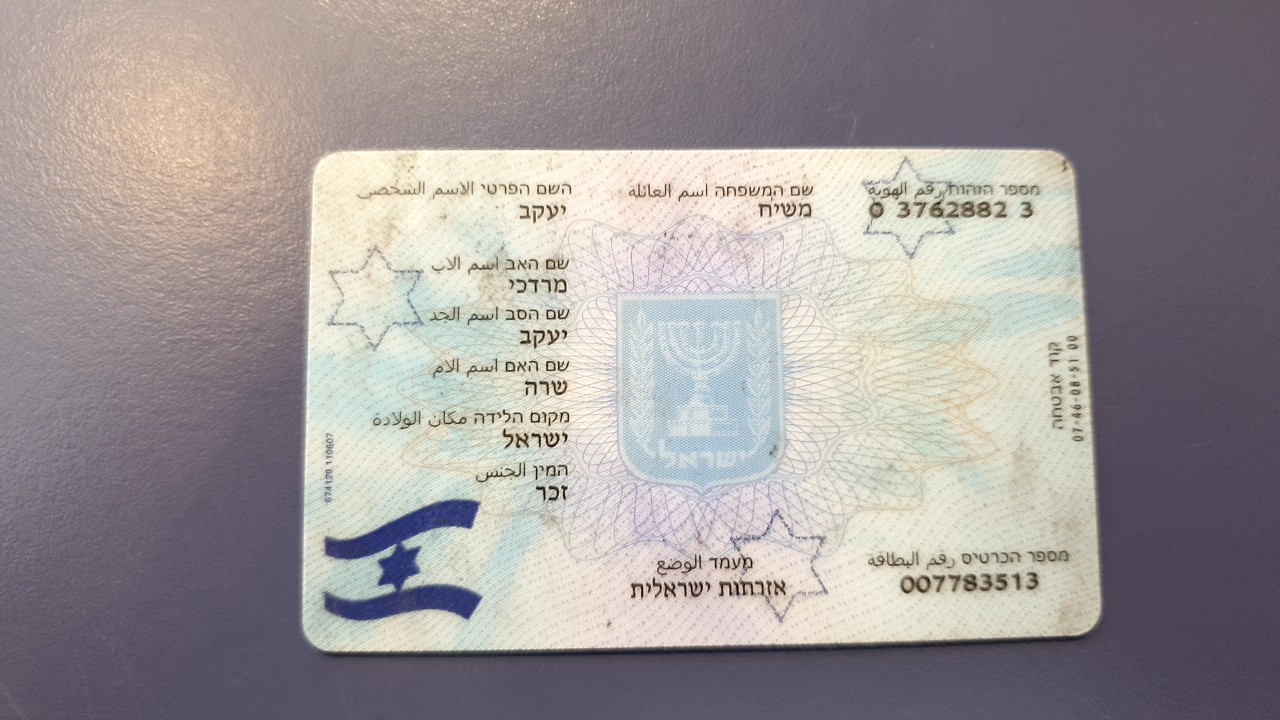 מספר הזהות رقم الهوية
0 3762882 3
שם המשפחה اسم العائلة
משיח
השם הפרטי الاسم الشخصي
יעקב
שם האב اسم الاب
מרדכי
שם הסב اسم الجد
יעקב
שם האם اسم الام
שרה
מקום הלידה مكان الولادة
ישראל
המין الجنس
זכר
ישראל
מעמד الوضع
אזרחות ישראלית
מספר הכרטיס رقم البطاقة
007783513
קוד אבטחה
07-46-08-51 00
674120 110607